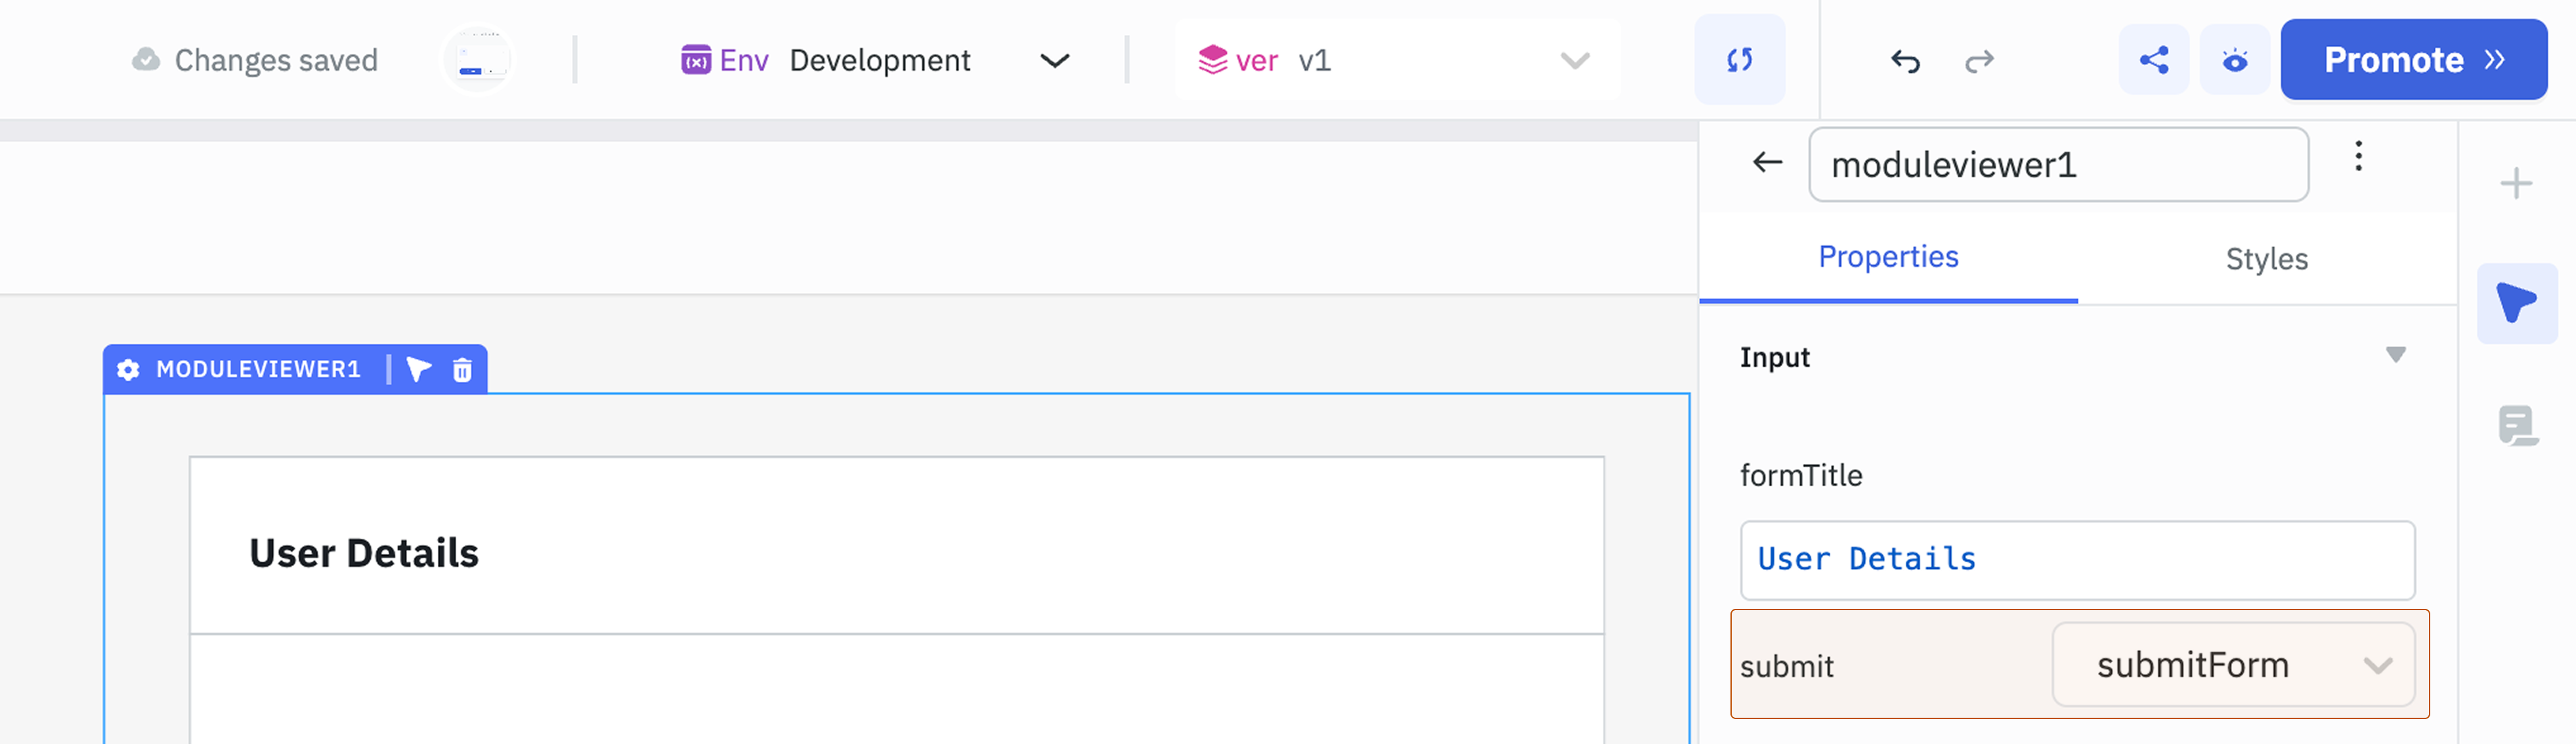 Changes saved
Env Development
ver v1
Promote
moduleviewer1
Properties Styles
MODULEVIEWER1
Input
formTitle
User Details
User Details
submit submitForm